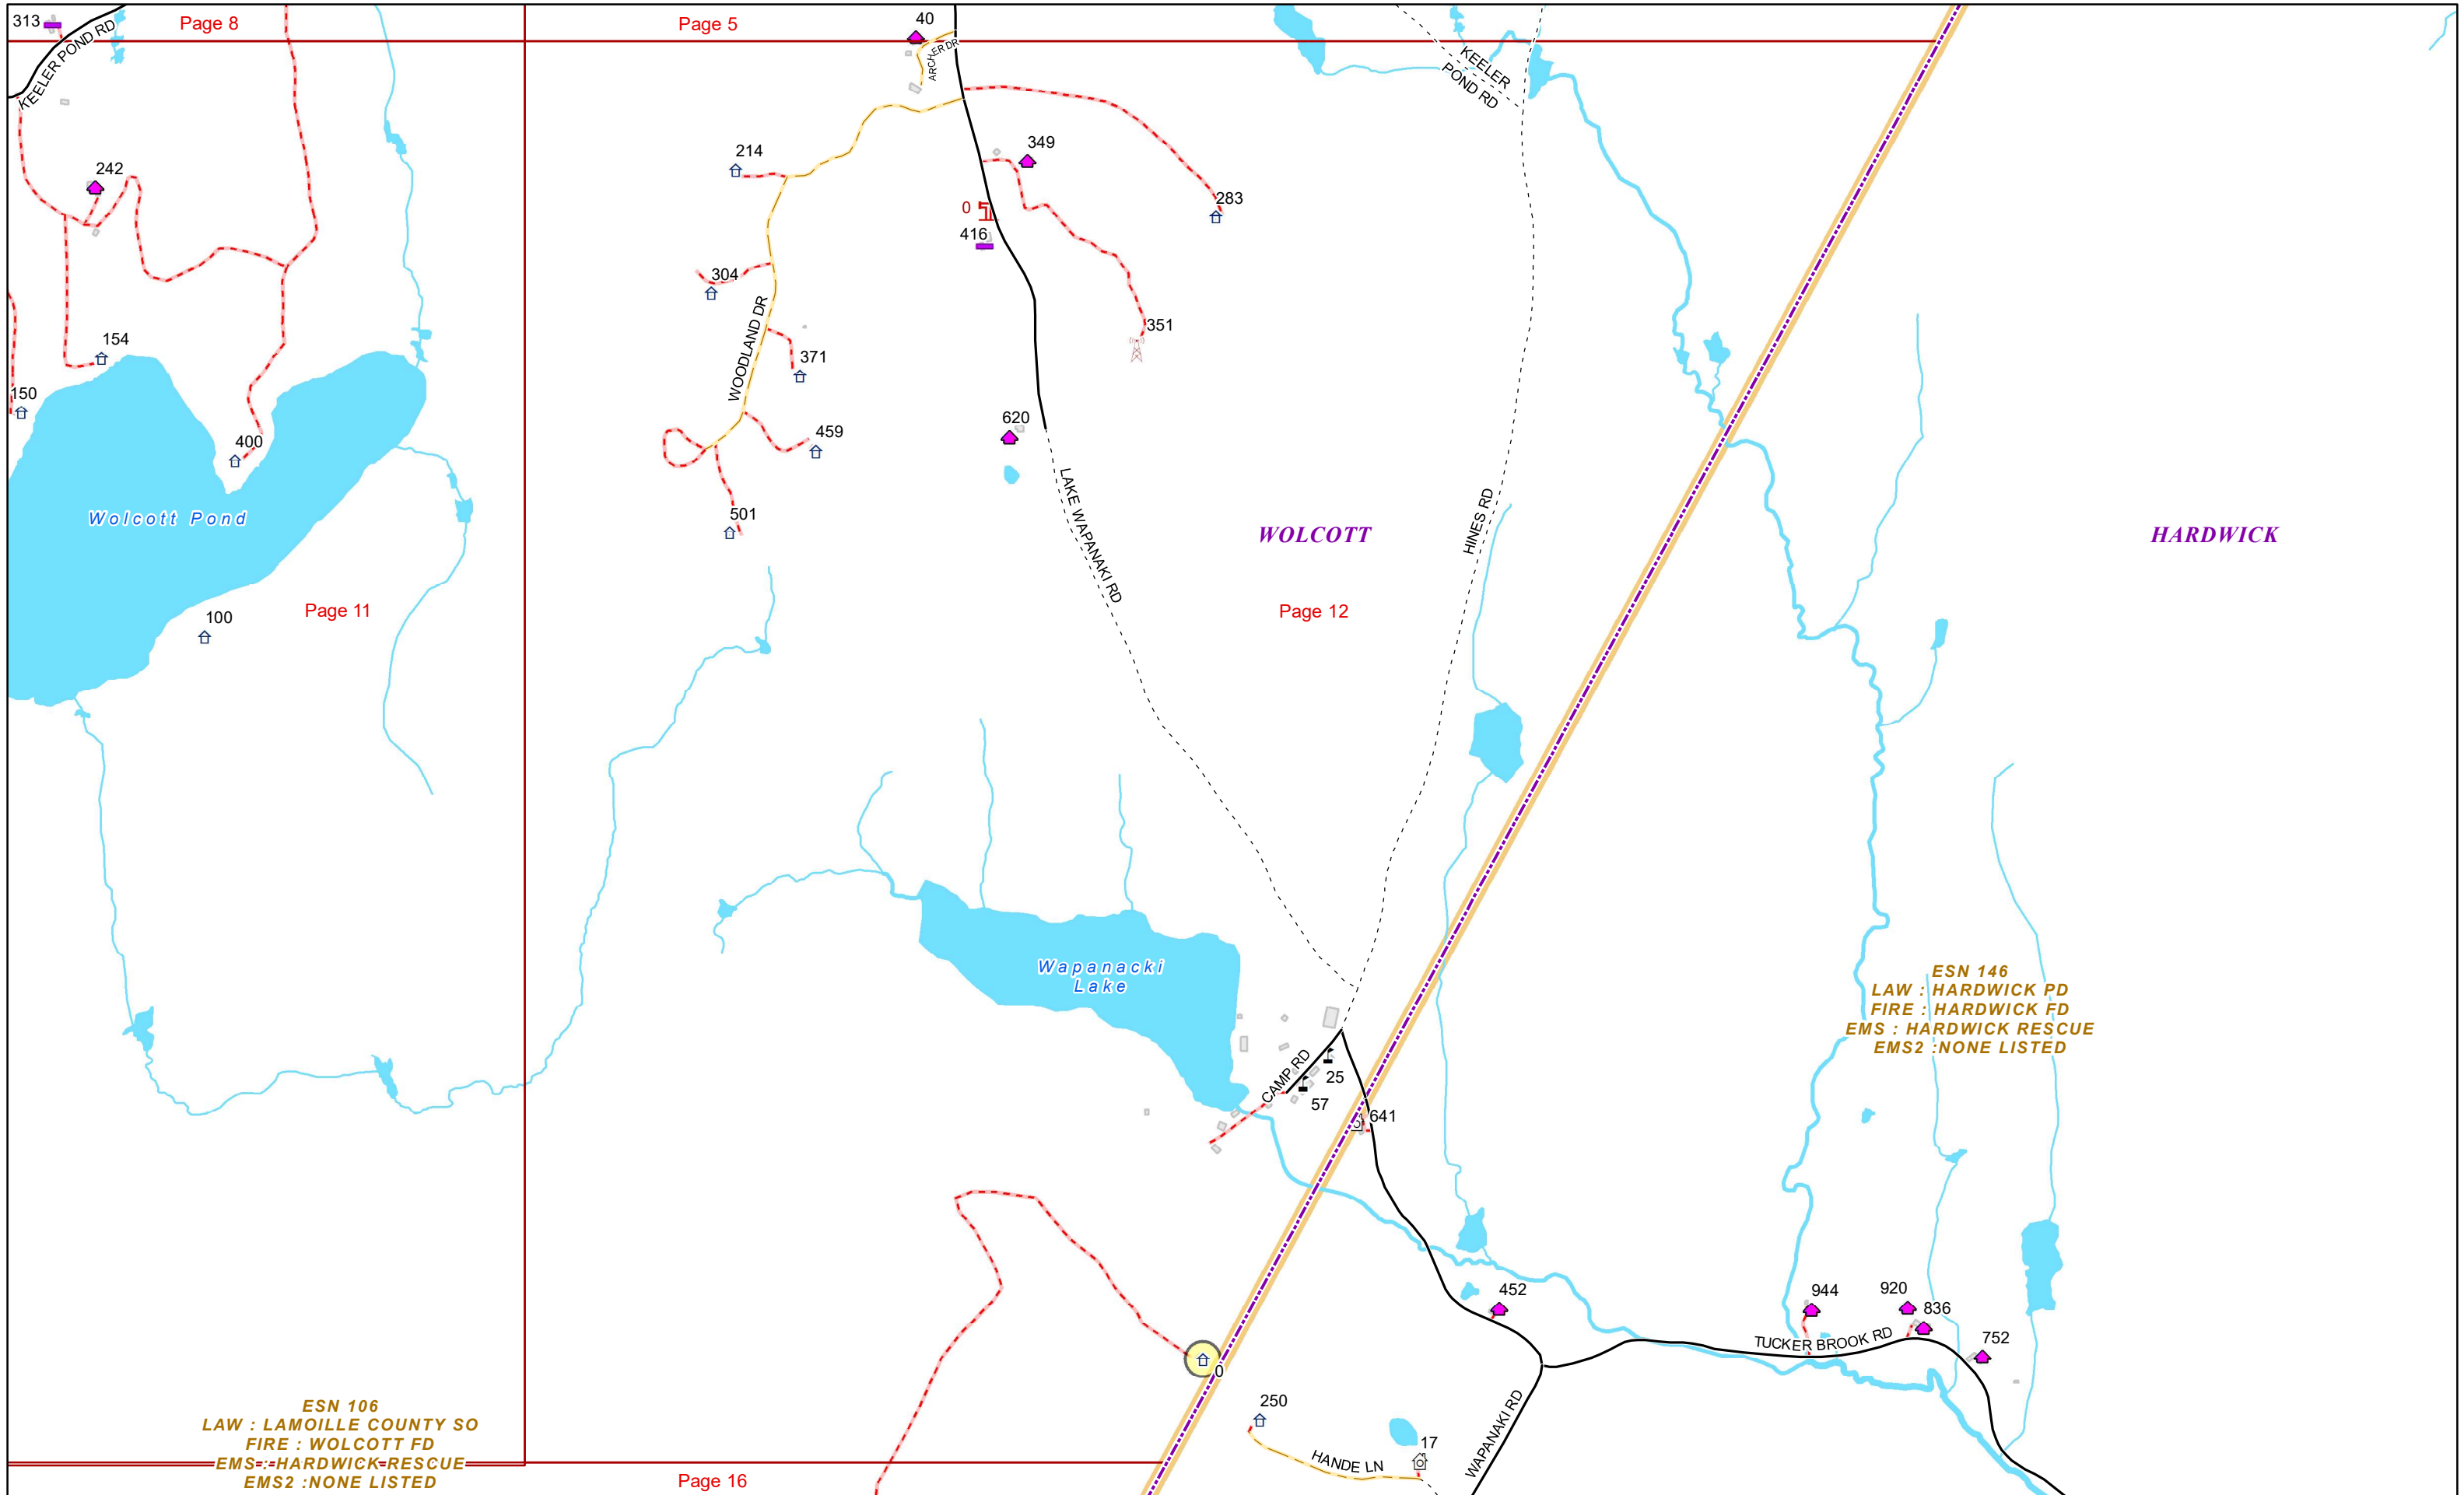 313
Page 8
Page 5
40
KEELER POND RD
ARCHER DR
KEELER
POND RD
214
349
242
283
0
416
304
351
WOODLAND DR
154
371
150
620
459
400
LAKE WAPANAKI RD
HINES RD
Wolcott Pond
501
WOLCOTT
HARDWICK
Page 11
Page 12
100
Wapanacki
Lake
ESN 146
LAW : HARDWICK PD
FIRE : HARDWICK FD
EMS : HARDWICK RESCUE
EMS2 :NONE LISTED
CAMP RD
25
57
641
452
944
920
836
TUCKER BROOK RD
752
0
250
WAPANAKI RD
17
HANDE LN
ESN 106
LAW : LAMOILLE COUNTY SO
FIRE : WOLCOTT FD
EMS : HARDWICK RESCUE
EMS2 :NONE LISTED
Page 16